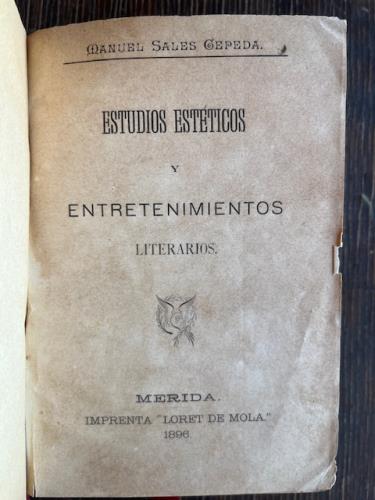 MANUEL SALES CEPEDA.
ESTUDIOS ESTÉTICOS
Y
ENTRETENIMIENTOS
LITERARIOS.
MERIDA.
IMPRENTA "LORET DE MOLA."
1896.